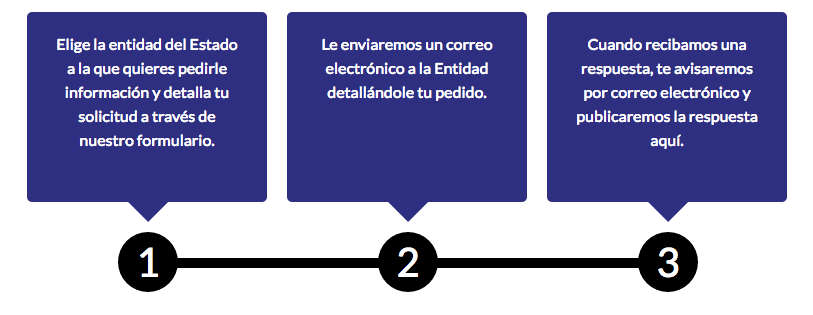 Elige la entidad del Estado
a la que quieres pedirle
información y detalla tu
solicitud a través de
nuestro formulario.
Le enviaremos un correo
electrónico a la Entidad
detallándole tu pedido.
Cuando recibamos una
respuesta, te avisaremos
por correo electrónico y
publicaremos la respuesta
aquí.
1
2
3